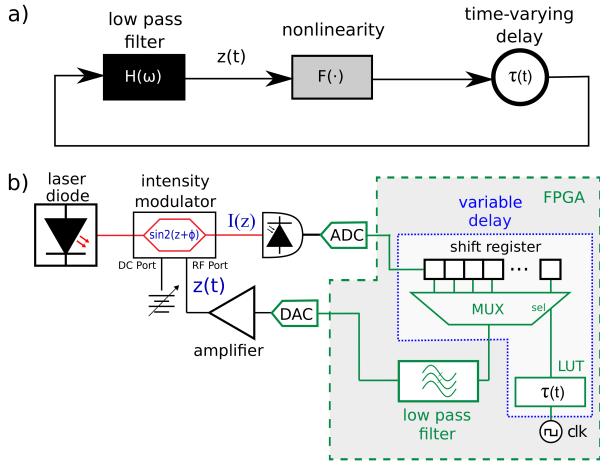 a)
low pass
filter
H(ω)
z(t)
nonlinearity
F(·)
time-varying
delay
τ(t)
b)
laser
diode
intensity
modulator
sin2(z+ϕ)
DC Port
RF Port
I(z)
z(t)
amplifier
ADC
DAC
FPGA
variable
delay
shift register
...
MUX
sel
LUT
τ(t)
clk
low pass
filter